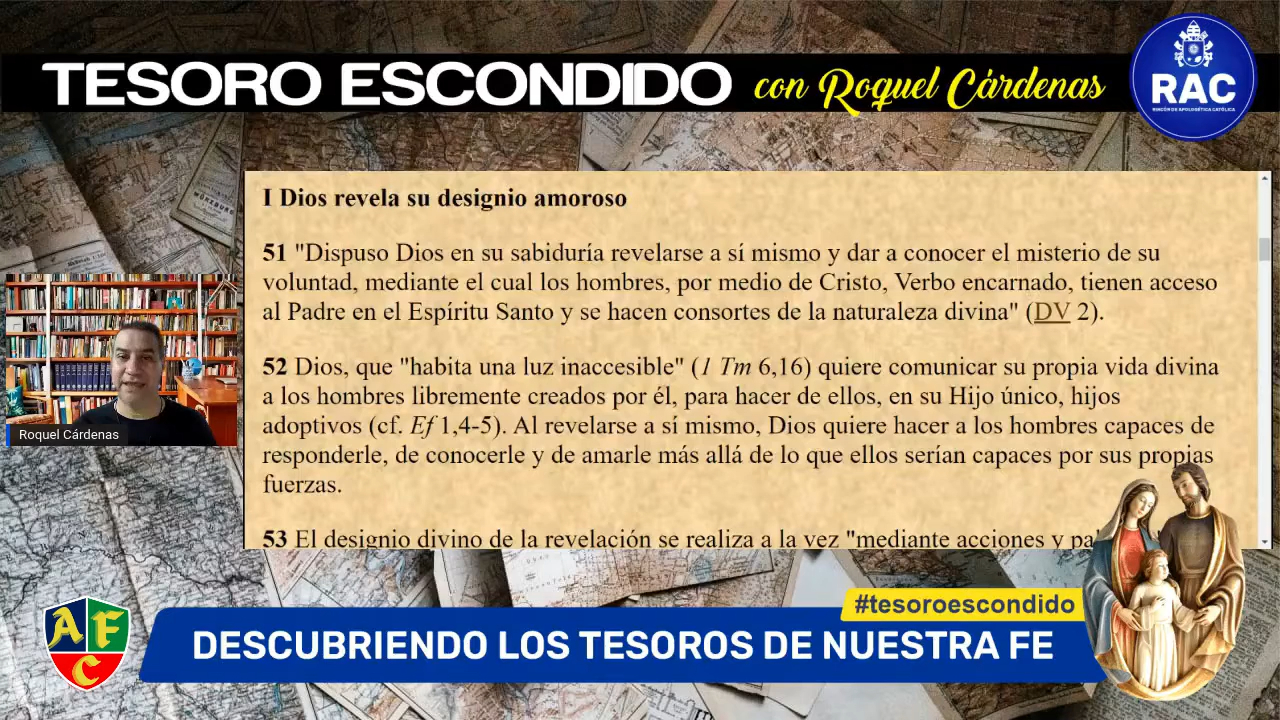 TESORO ESCONDIDO con Roquel Cárdenas
RAC
RINCÓN DE APOLOGÉTICA CATÓLICA
WÜRZBURG
I Dios revela su designio amoroso
51 "Dispuso Dios en su sabiduría revelarse a sí mismo y dar a conocer el misterio de su
voluntad, mediante el cual los hombres, por medio de Cristo, Verbo encarnado, tienen acceso
al Padre en el Espíritu Santo y se hacen consortes de la naturaleza divina" (DV 2).
52 Dios, que "habita una luz inaccesible" (1 Tm 6,16) quiere comunicar su propia vida divina
a los hombres libremente creados por él, para hacer de ellos, en su Hijo único, hijos
adoptivos (cf. Ef 1,4-5). Al revelarse a sí mismo, Dios quiere hacer a los hombres capaces de
responderle, de conocerle y de amarle más allá de lo que ellos serían capaces por sus propias
fuerzas.
53 El designio divino de la revelación se realiza a la vez "mediante acciones y
Roquel Cárdenas
#tesoroescondido
AFC
DESCUBRIENDO LOS TESOROS DE NUESTRA FE